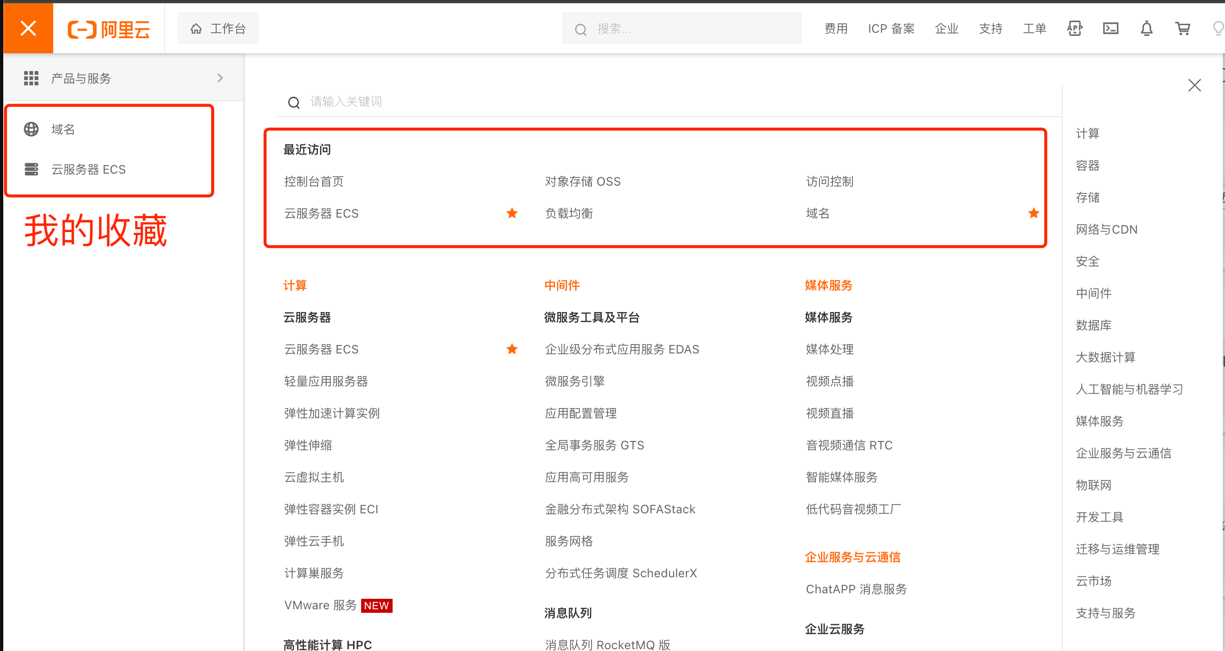 阿里云
工作台
搜索...
费用
ICP 备案
企业
支持
工单
产品与服务
域名
云服务器 ECS
我的收藏
请输入关键词
最近访问
控制台首页
对象存储 OSS
访问控制
云服务器 ECS
负载均衡
域名
计算
云服务器
云服务器 ECS
轻量应用服务器
弹性加速计算实例
弹性伸缩
云虚拟主机
弹性容器实例 ECI
弹性云手机
计算巢服务
VMware 服务 NEW
高性能计算 HPC
中间件
微服务工具及平台
企业级分布式应用服务 EDAS
微服务引擎
应用配置管理
全局事务服务 GTS
应用高可用服务
金融分布式架构 SOFAStack
服务网格
分布式任务调度 SchedulerX
消息队列
消息队列 RocketMQ 版
媒体服务
媒体服务
媒体处理
视频点播
视频直播
音视频通信 RTC
智能媒体服务
低代码音视频工厂
企业服务与云通信
ChatAPP 消息服务
企业云服务
计算
容器
存储
网络与CDN
安全
中间件
数据库
大数据计算
人工智能与机器学习
媒体服务
企业服务与云通信
物联网
开发工具
迁移与运维管理
云市场
支持与服务